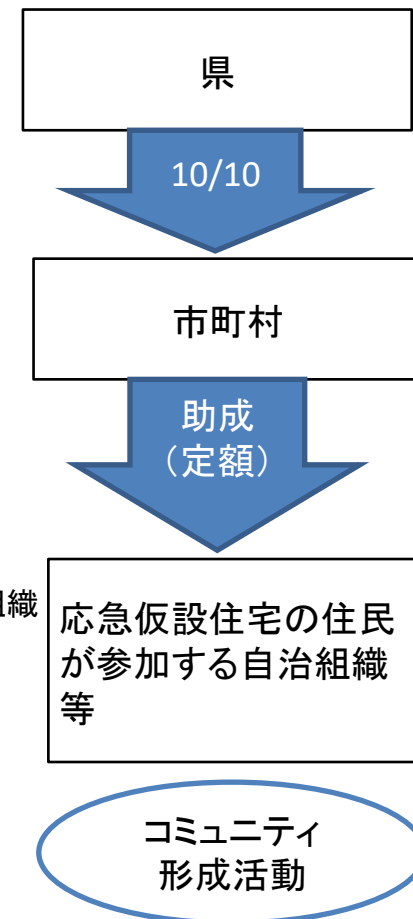 県
10/10
市町村
助成
（定額）
組織
応急仮設住宅の住民
が参加する自治組織
等
コミュニティ
形成活動